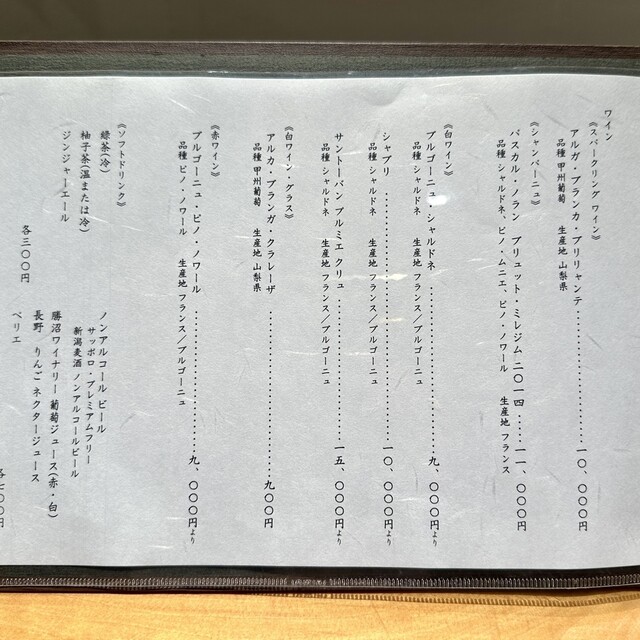 ワイン
《スパークリング ワイン》
アルガ・ブランカ・ブリリャンテ・・・・・・・・・・・・・・・一〇、〇〇〇円
品種 甲州葡萄 生産地 山梨県
《シャンパーニュ》
パスカル・ノラン ブリュット・ミレジム二〇一四・・・・・一一、〇〇〇円より
品種 シャルドネ、ピノ・ムニエ、ピノ・ノワール 生産地 フランス
《白ワイン》
ブルゴーニュ・シャルドネ・・・・・・・・・・・・・・・九、〇〇〇円より
品種 シャルドネ 生産地 フランス／ブルゴーニュ
シャブリ・・・・・・・・・・・・・・・一〇、〇〇〇円より
品種 シャルドネ 生産地 フランス／ブルゴーニュ
サントーバン プルミエ クリュ・・・・・・・・・・・・・・・一五、〇〇〇円より
品種 シャルドネ 生産地 フランス／ブルゴーニュ
《白ワイン・グラス》
アルカ・ブランガ・クラレーザ・・・・・・・・・・・・・・・九〇〇円
品種 甲州葡萄 生産地 山梨県
《赤ワイン》
ブルゴーニュ・ピノ・ノワール・・・・・・・・・・・・・・・九、〇〇〇円より
品種 ピノ・ノワール 生産地 フランス／ブルゴーニュ
《ソフトドリンク》
緑茶(冷)
柚子茶(温または冷)
ジンジャーエール
各三〇〇円
ノンアルコールビール
サッポロ・プレミアムフリー
新潟麦酒 ノンアルコールビール
勝沼ワイナリー 葡萄ジュース(赤・白)
長野 りんごネクタージュース
ペリエ